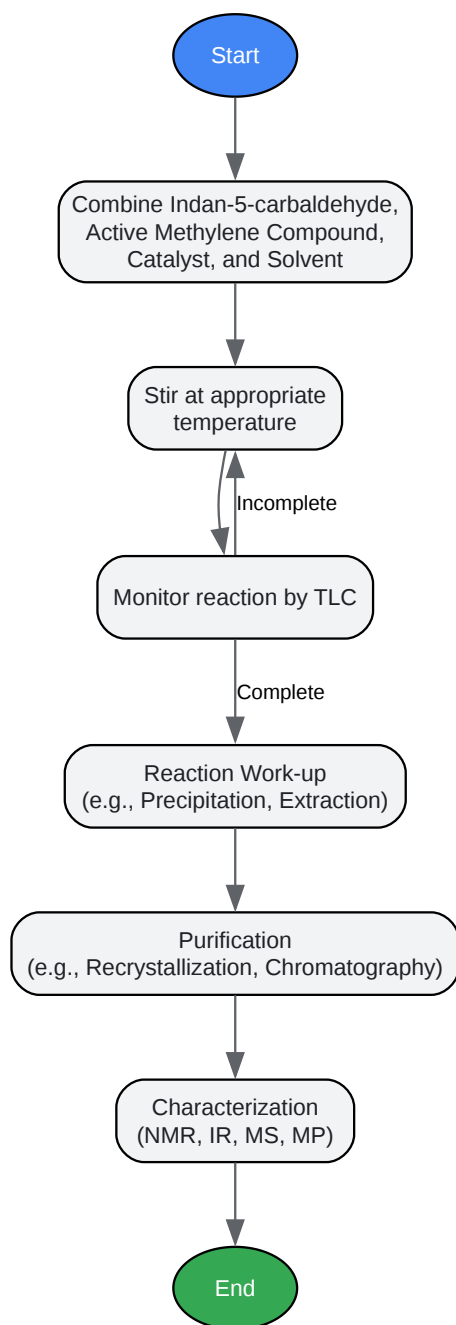 Start
Combine Indan-5-carbaldehyde,
Active Methylene Compound,
Catalyst, and Solvent
Stir at appropriate
temperature
Incomplete
Monitor reaction by TLC
Complete
Reaction Work-up
(e.g., Precipitation, Extraction)
Purification
(e.g., Recrystallization, Chromatography)
Characterization
(NMR, IR, MS, MP)
End